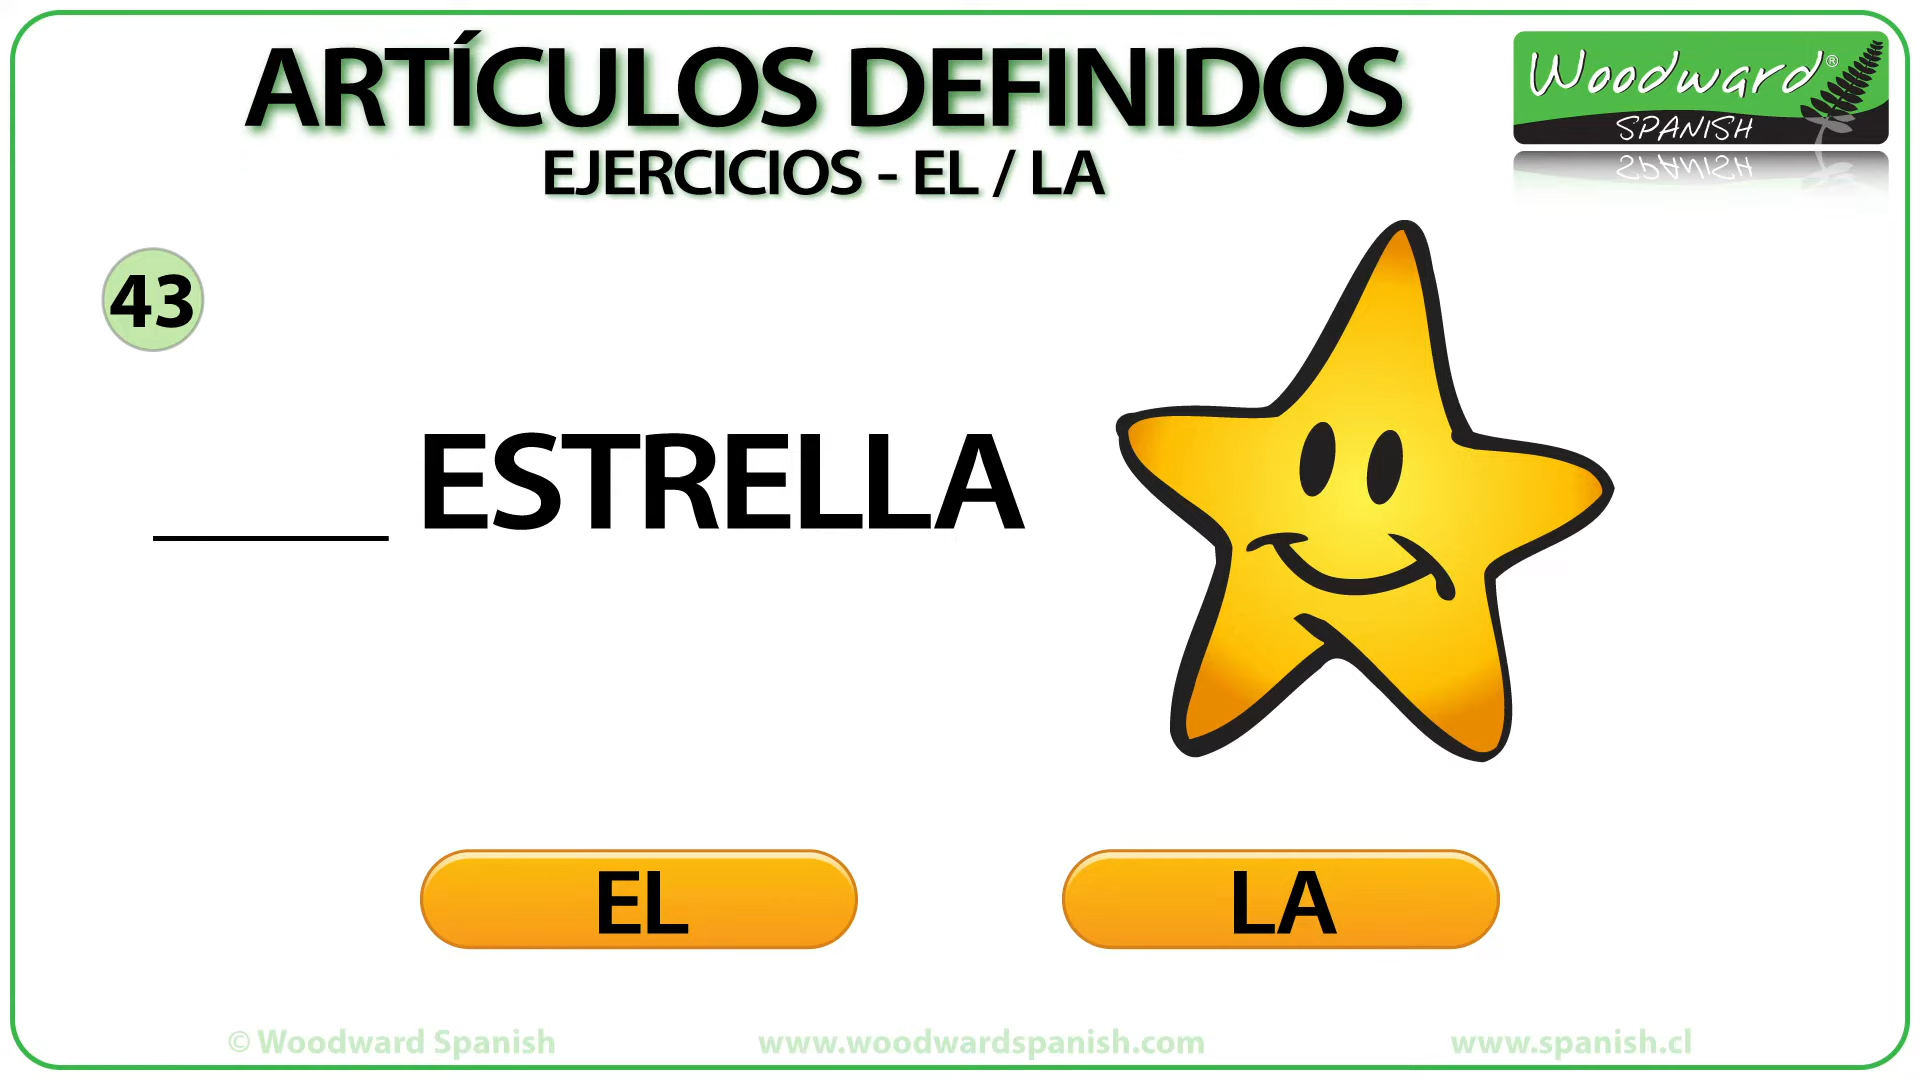 ARTÍCULOS DEFINIDOS
EJERCICIOS - EL / LA
Woodward®
SPANISH
43
____ ESTRELLA
EL
LA
© Woodward Spanish
www.woodwardspanish.com
www.spanish.cl